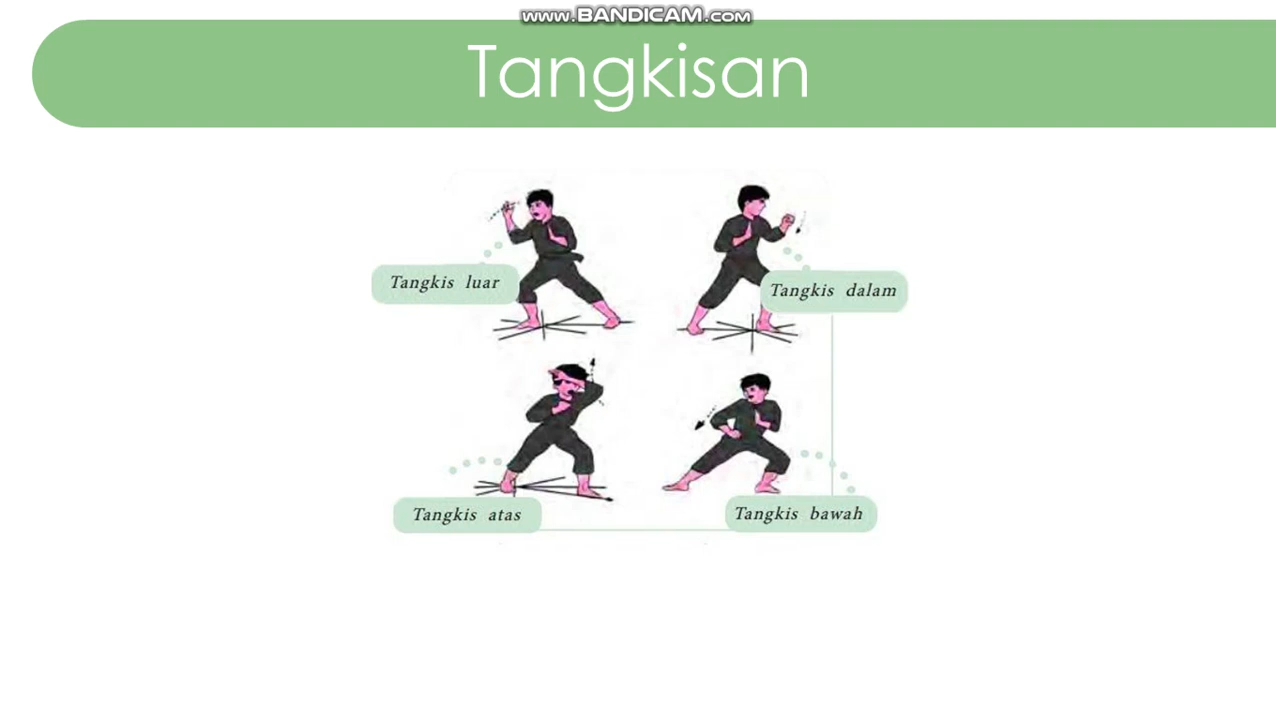 www.BANDICAM.com
Tangkisan
Tangkis luar
Tangkis dalam
Tangkis atas
Tangkis bawah